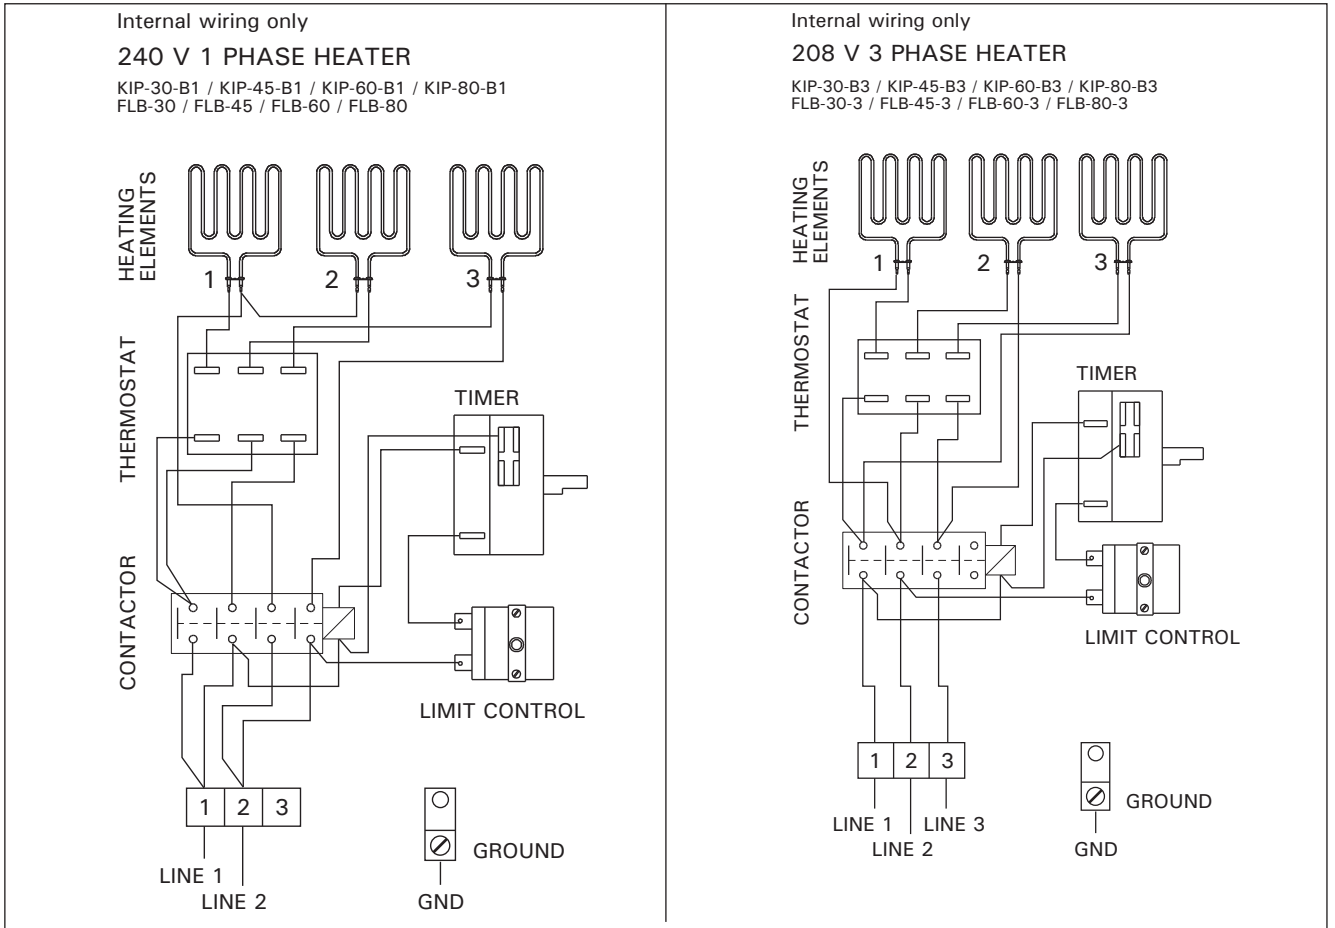 Internal wiring only
240 V 1 PHASE HEATER
KIP-30-B1 / KIP-45-B1 / KIP-60-B1 / KIP-80-B1
FLB-30 / FLB-45 / FLB-60 / FLB-80
HEATING
ELEMENTS
1
2
3
THERMOSTAT
TIMER
CONTACTOR
LIMIT CONTROL
1 2 3
LINE 1
LINE 2
GROUND
GND
Internal wiring only
208 V 3 PHASE HEATER
KIP-30-B3 / KIP-45-B3 / KIP-60-B3 / KIP-80-B3
FLB-30-3 / FLB-45-3 / FLB-60-3 / FLB-80-3
HEATING
ELEMENTS
1
2
3
THERMOSTAT
TIMER
CONTACTOR
LIMIT CONTROL
1 2 3
LINE 1
LINE 3
LINE 2
GROUND
GND